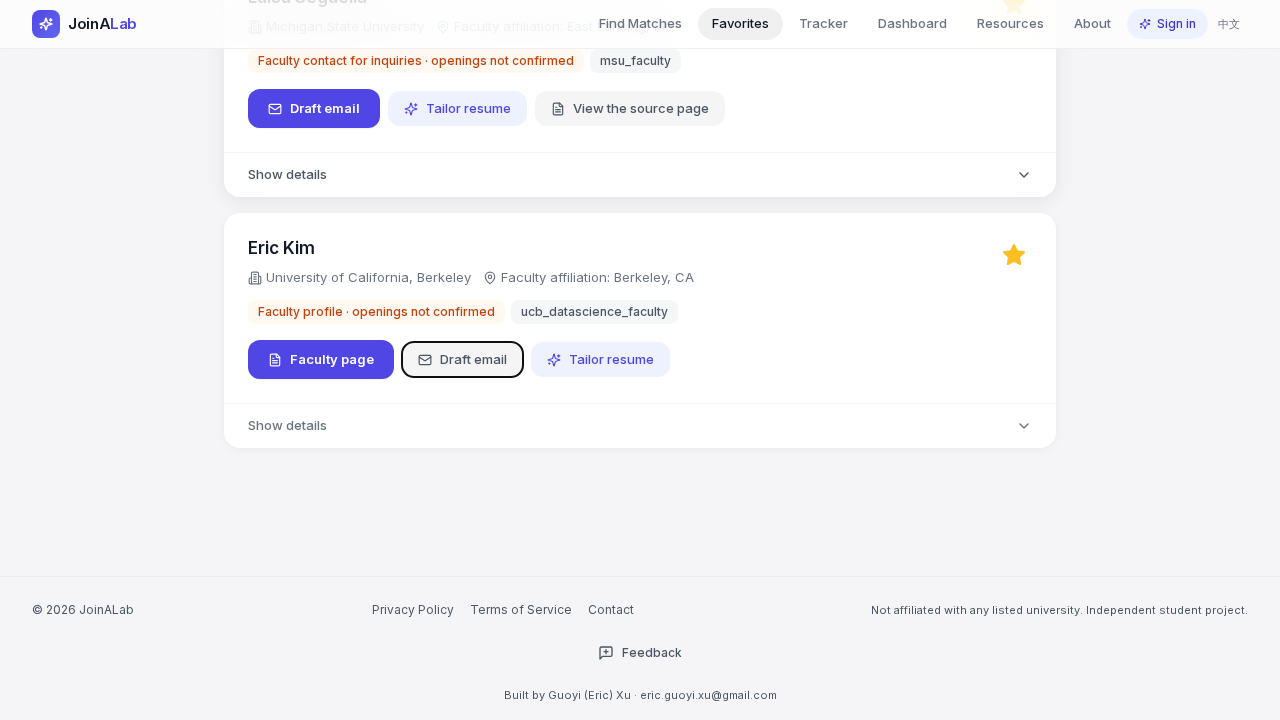 JoinALab
Find Matches Favorites Tracker Dashboard Resources About Sign in 中文
Michigan State University Faculty affiliation: East
Faculty contact for inquiries · openings not confirmed msu_faculty
Draft email Tailor resume View the source page
Show details
Eric Kim
University of California, Berkeley Faculty affiliation: Berkeley, CA
Faculty profile · openings not confirmed ucb_datascience_faculty
Faculty page Draft email Tailor resume
Show details
© 2026 JoinALab Privacy Policy Terms of Service Contact Not affiliated with any listed university. Independent student project.
Feedback
Built by Guoyi (Eric) Xu · eric.guoyi.xu@gmail.com